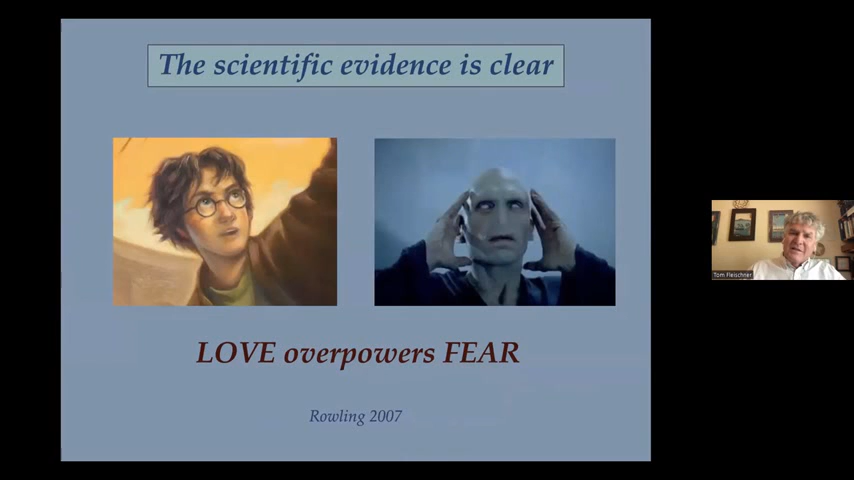 The scientific evidence is clear
LOVE overpowers FEAR
Rowling 2007
Tom Fleischner